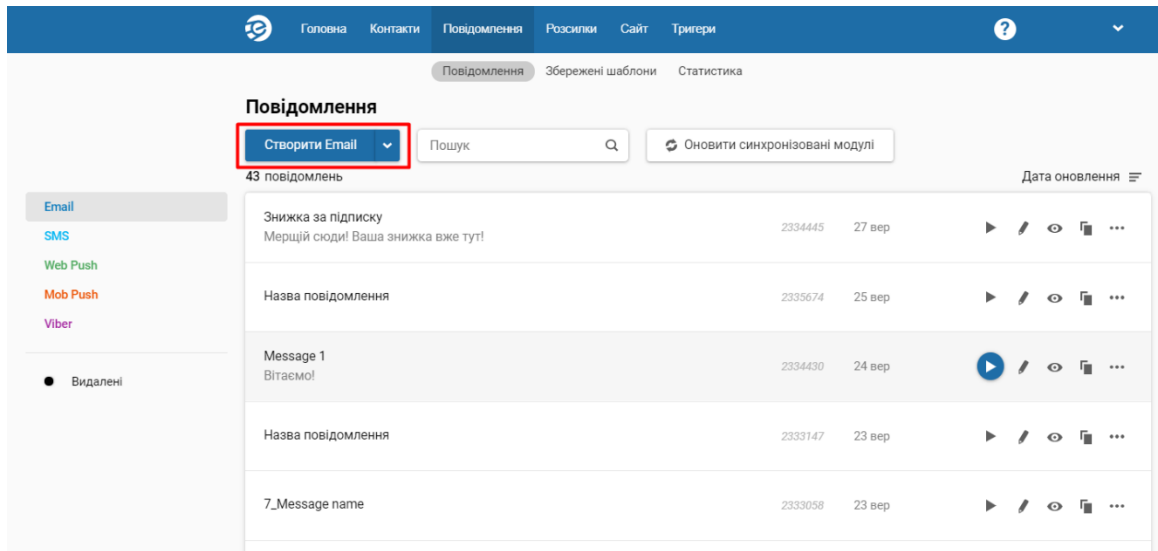 Головна Контакти Повідомлення Розсилки Сайт Тригери ?
Повідомлення Збережені шаблони Статистика
Повідомлення
Створити Email Пошук Оновити синхронізовані модулі
43 повідомлень Дата оновлення
Email
SMS
Web Push
Mob Push
Viber
Видалені
Знижка за підписку 2334445 27 вер
Мерщій сюди! Ваша знижка вже тут!
Назва повідомлення 2335674 25 вер
Message 1 2334430 24 вер
Вітаємо!
Назва повідомлення 2333147 23 вер
7_Message name 2333058 23 вер